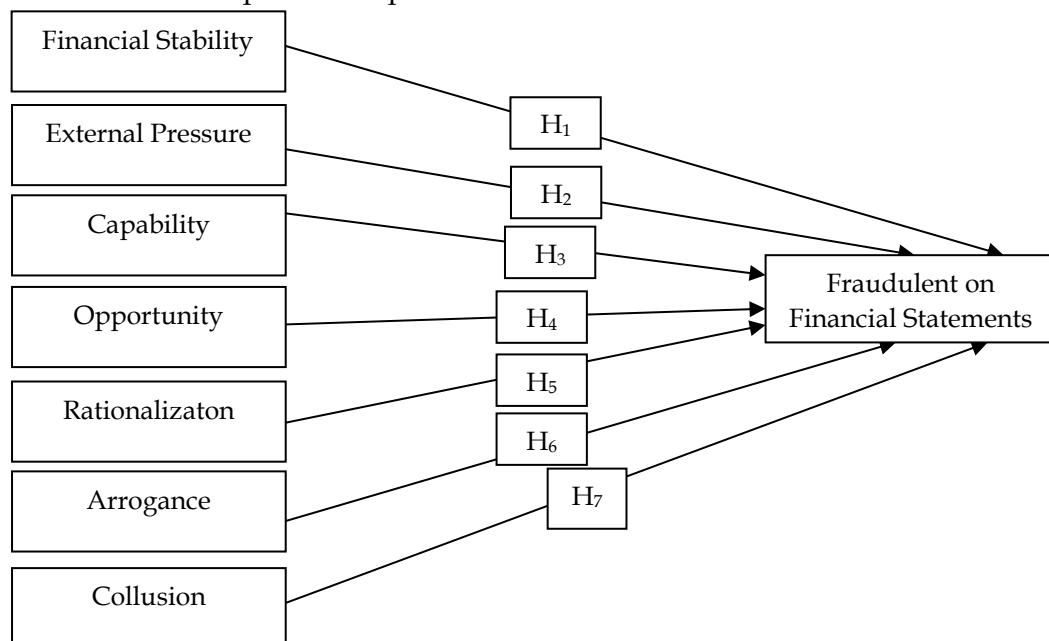 Financial Stability
External Pressure
Capability
Opportunity
Rationalizaton
Arrogance
Collusion
H₁
H₂
H₃
H₄
H₅
H₆
H₇
Fraudulent on
Financial Statements